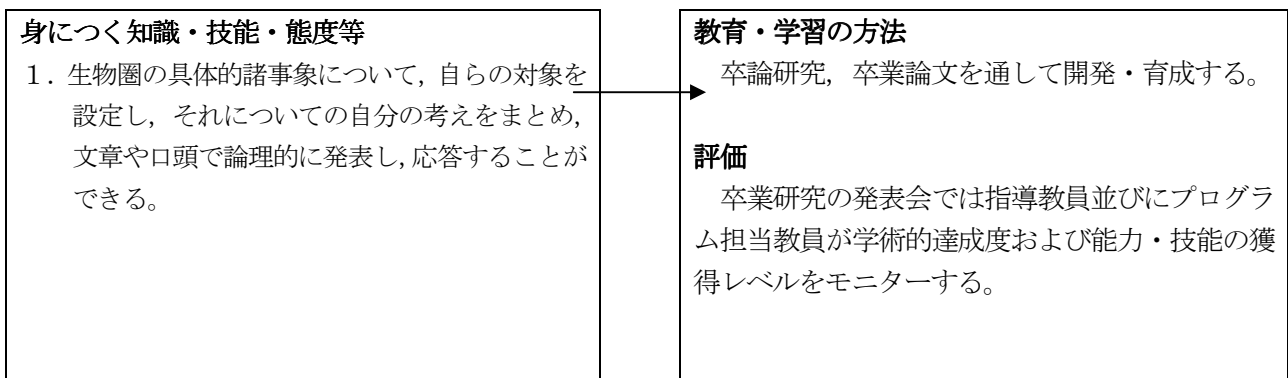 身につく知識・技能・態度等
１．生物圏の具体的諸事象について，自らの対象を
設定し，それについての自分の考えをまとめ，
文章や口頭で論理的に発表し，応答することが
できる。
教育・学習の方法
卒論研究，卒業論文を通して開発・育成する。
評価
卒業研究の発表会では指導教員並びにプログラ
ム担当教員が学術的達成度および能力・技能の獲
得レベルをモニターする。